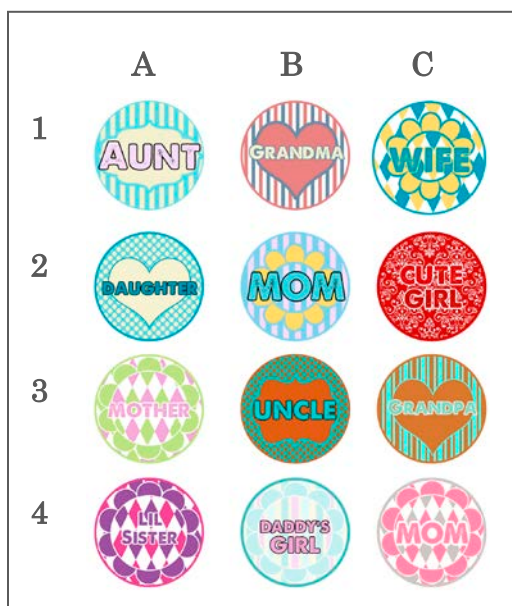 A B C
1 AUNT GRANDMA WIFE
2 DAUGHTER MOM CUTE
GIRL
3 MOTHER UNCLE GRANDPA
4 LIL
SISTER DADDY'S
GIRL MOM